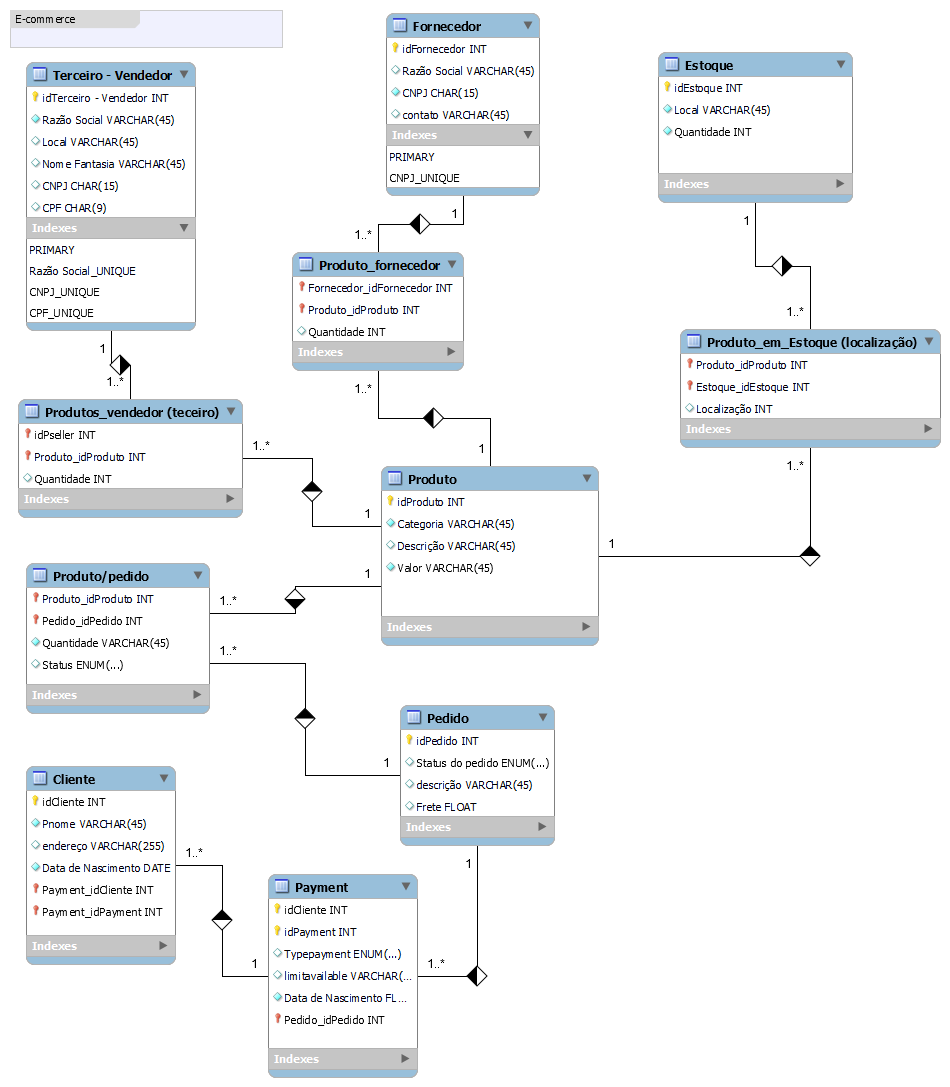 E-commerce
Terceiro - Vendedor
idTerceiro - Vendedor INT
Razão Social VARCHAR(45)
Local VARCHAR(45)
Nome Fantasia VARCHAR(45)
CNPJ CHAR(15)
CPF CHAR(9)
Indexes
PRIMARY
Razão Social_UNIQUE
CNPJ_UNIQUE
CPF_UNIQUE
1
1..*
Fornecedor
idFornecedor INT
Razão Social VARCHAR(45)
CNPJ CHAR(15)
contato VARCHAR(45)
Indexes
PRIMARY
CNPJ_UNIQUE
1
1..*
Estoque
idEstoque INT
Local VARCHAR(45)
Quantidade INT
Indexes
1
1..*
Produto_fornecedor
Fornecedor_idFornecedor INT
Produto_idProduto INT
Quantidade INT
Indexes
1..*
1
Produto_em_Estoque (localização)
Produto_idProduto INT
Estoque_idEstoque INT
Localização INT
Indexes
1..*
1
Produtos_vendedor (teceiro)
idPseller INT
Produto_idProduto INT
Quantidade INT
Indexes
1..*
1
Produto
idProduto INT
Categoria VARCHAR(45)
Descrição VARCHAR(45)
Valor VARCHAR(45)
Indexes
1
1..*
Produto/pedido
Produto_idProduto INT
Pedido_idPedido INT
Quantidade VARCHAR(45)
Status ENUM(...)
Indexes
1..*
1
Pedido
idPedido INT
Status do pedido ENUM(...)
descrição VARCHAR(45)
Frete FLOAT
Indexes
1
1..*
Cliente
idCliente INT
Pnome VARCHAR(45)
endereço VARCHAR(255)
Data de Nascimento DATE
Payment_idCliente INT
Payment_idPayment INT
Indexes
1..*
1
Payment
idCliente INT
idPayment INT
Typepayment ENUM(...)
limitavailable VARCHAR(...
Data de Nascimento FL...
Pedido_idPedido INT
Indexes